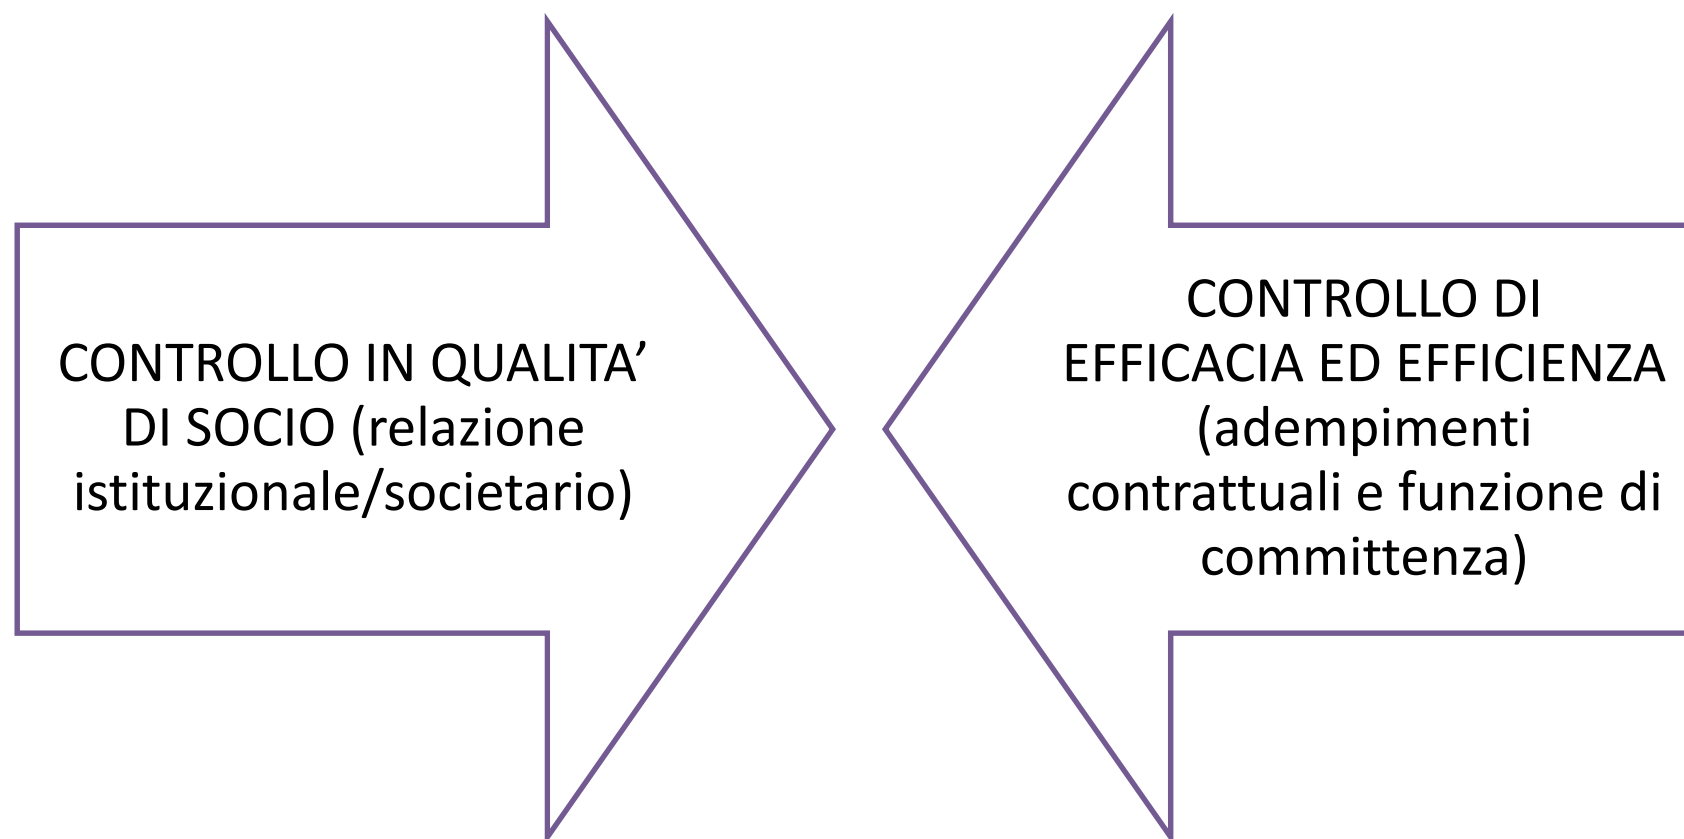 CONTROLLO IN QUALITA’
DI SOCIO (relazione
istituzionale/societario)
CONTROLLO DI
EFFICACIA ED EFFICIENZA
(adempimenti
contrattuali e funzione di
committenza)